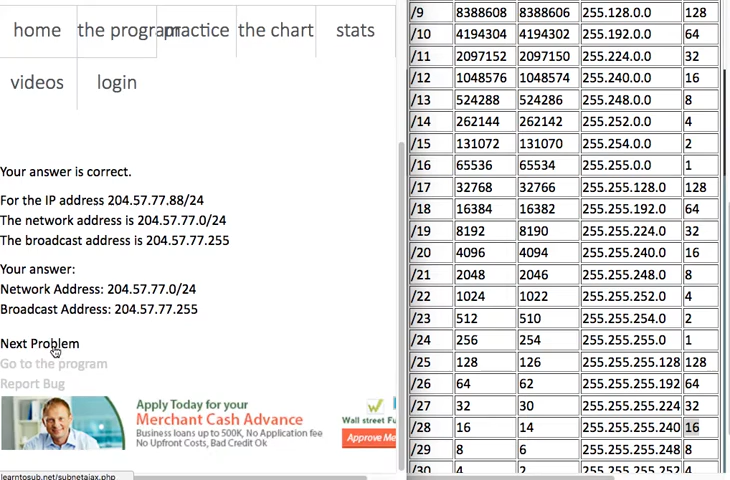 home the program practice the chart stats
videos login
Your answer is correct.
For the IP address 204.57.77.88/24
The network address is 204.57.77.0/24
The broadcast address is 204.57.77.255
Your answer:
Network Address: 204.57.77.0/24
Broadcast Address: 204.57.77.255
Next Problem
Go to the program
Report Bug
Apply Today for your
Merchant Cash Advance
Business loans up to 500K, No Application fee
No Upfront Costs, Bad Credit Ok
Wall street Fu
Approve Me
learntosub.net/subnetajax.php
/9 8388608 8388606 255.128.0.0 128
/10 4194304 4194302 255.192.0.0 64
/11 2097152 2097150 255.224.0.0 32
/12 1048576 1048574 255.240.0.0 16
/13 524288 524286 255.248.0.0 8
/14 262144 262142 255.252.0.0 4
/15 131072 131070 255.254.0.0 2
/16 65536 65534 255.255.0.0 1
/17 32768 32766 255.255.128.0 128
/18 16384 16382 255.255.192.0 64
/19 8192 8190 255.255.224.0 32
/20 4096 4094 255.255.240.0 16
/21 2048 2046 255.255.248.0 8
/22 1024 1022 255.255.252.0 4
/23 512 510 255.255.254.0 2
/24 256 254 255.255.255.0 1
/25 128 126 255.255.255.128 128
/26 64 62 255.255.255.192 64
/27 32 30 255.255.255.224 32
/28 16 14 255.255.255.240 16
/29 8 6 255.255.255.248 8
/30 4 2 255.255.255.252 4